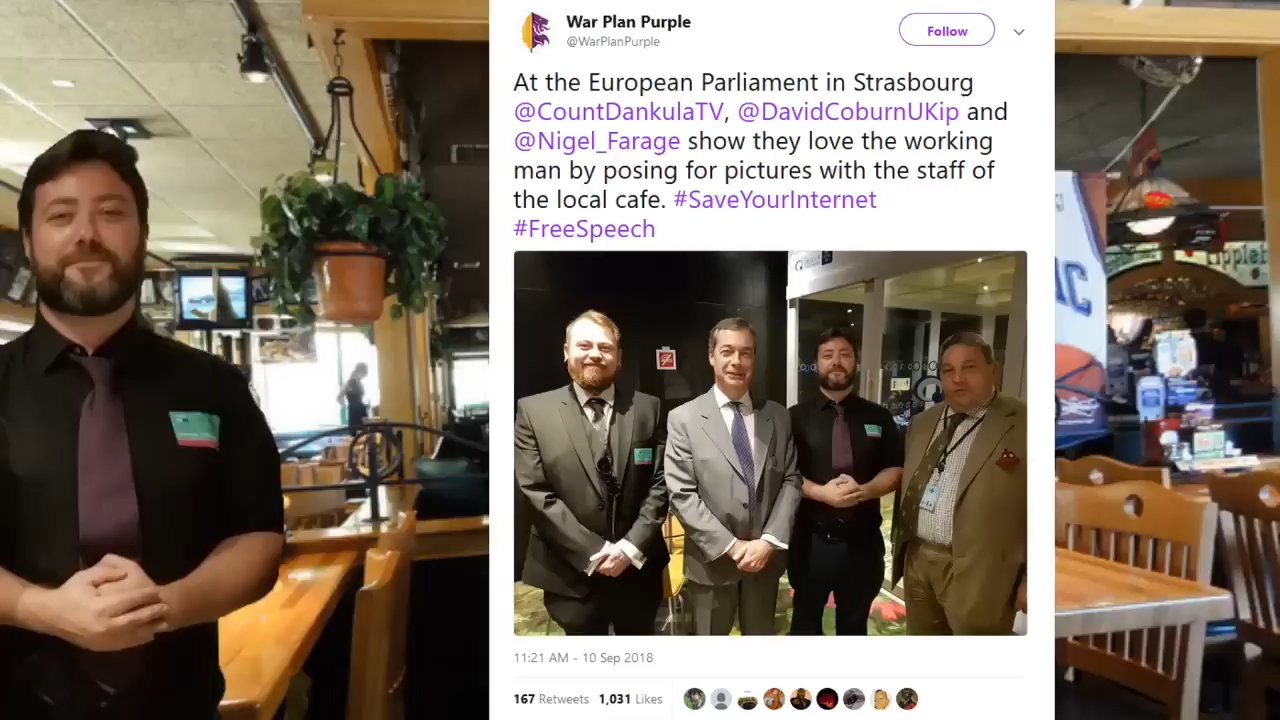 War Plan Purple
@WarPlanPurple
Follow
At the European Parliament in Strasbourg
@CountDankulaTV, @DavidCoburnUKip and
@Nigel_Farage show they love the working
man by posing for pictures with the staff of
the local cafe. #SaveYourInternet
#FreeSpeech
11:21 AM - 10 Sep 2018
167 Retweets 1,031 Likes